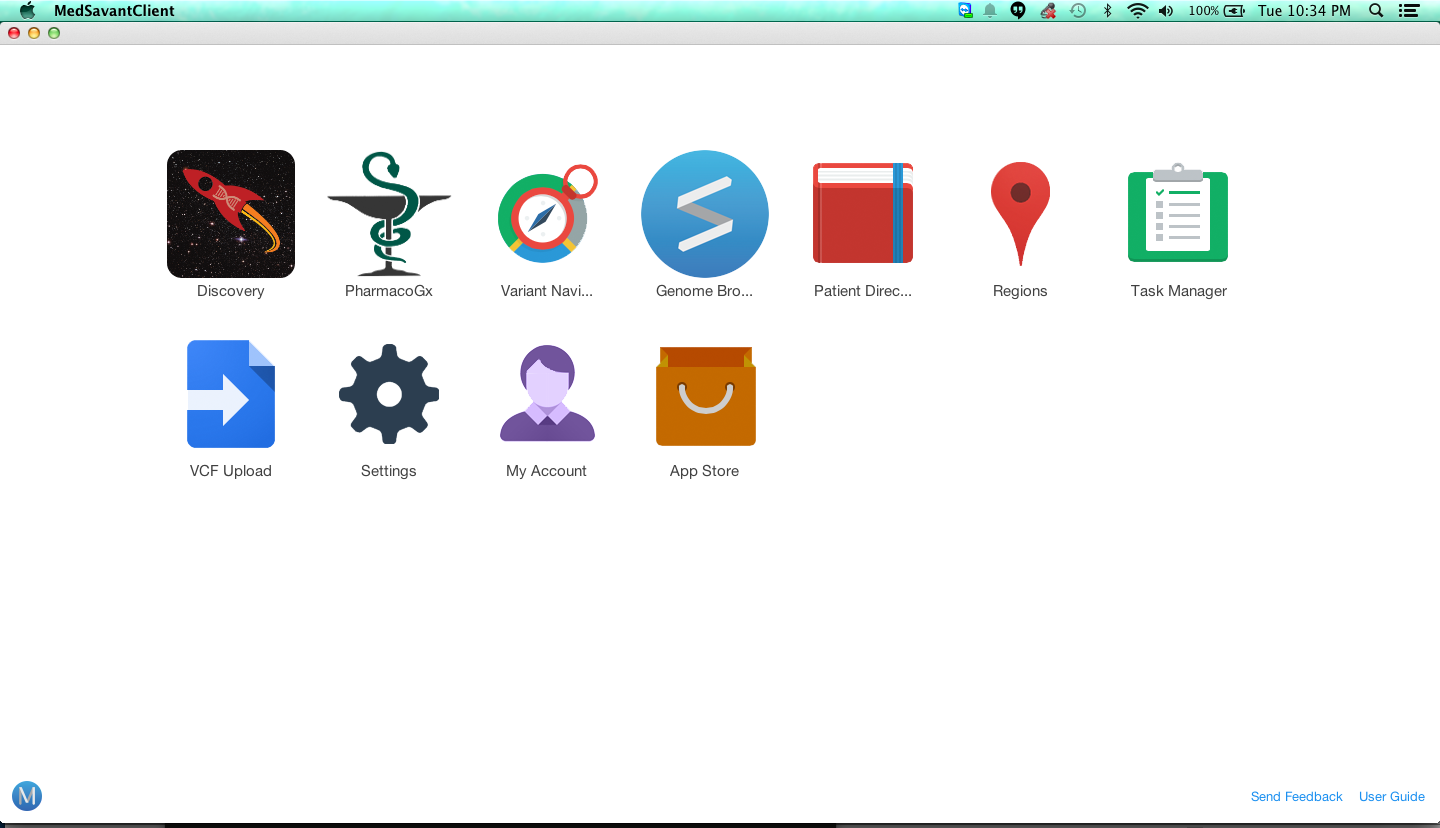 MedSavantClient 100% Tue 10:34 PM
Discovery PharmacoGx Variant Navi... Genome Bro... Patient Direc... Regions Task Manager
VCF Upload Settings My Account App Store
M Send Feedback User Guide